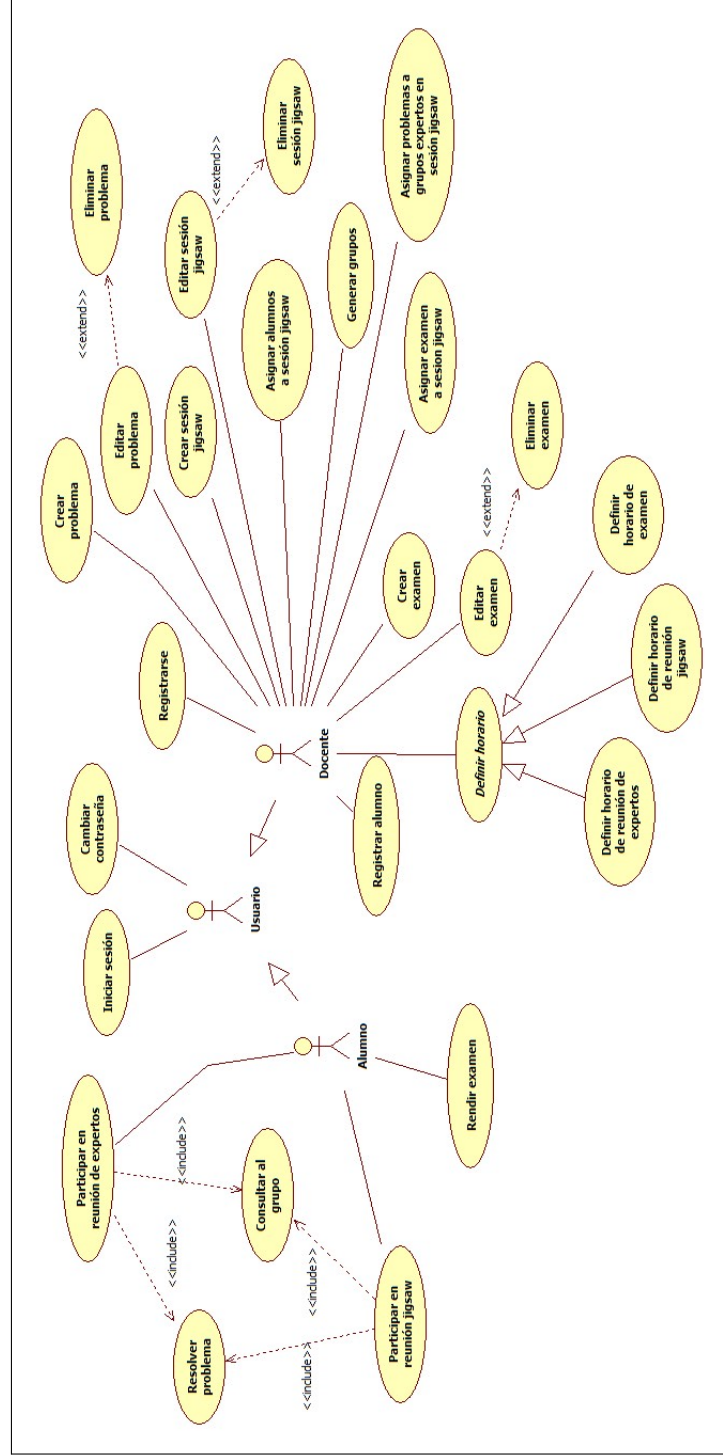 Participar en
reunión de expertos
Iniciar sesión
Cambiar
contraseña
Registrarse
Crear
problema
Editar
problema
<<extend>>
Eliminar
problema
<<include>>
<<include>>
Resolver
problema
Consultar al
grupo
Usuario
Crear sesión
jigsaw
Editar sesión
jigsaw
<<extend>>
Eliminar
sesión jigsaw
Asignar alumnos
a sesión jigsaw
<<include>>
<<include>>
Alumno
Docente
Generar grupos
Participar en
reunión jigsaw
Rendir examen
Registrar alumno
Crear
examen
Asignar examen
a sesion jigsaw
Asignar problemas a
grupos expertos en
sesión jigsaw
Definir horario
Editar
examen
<<extend>>
Eliminar
examen
Definir horario
de reunión de
expertos
Definir horario
de reunión
jigsaw
Definir
horario de
examen